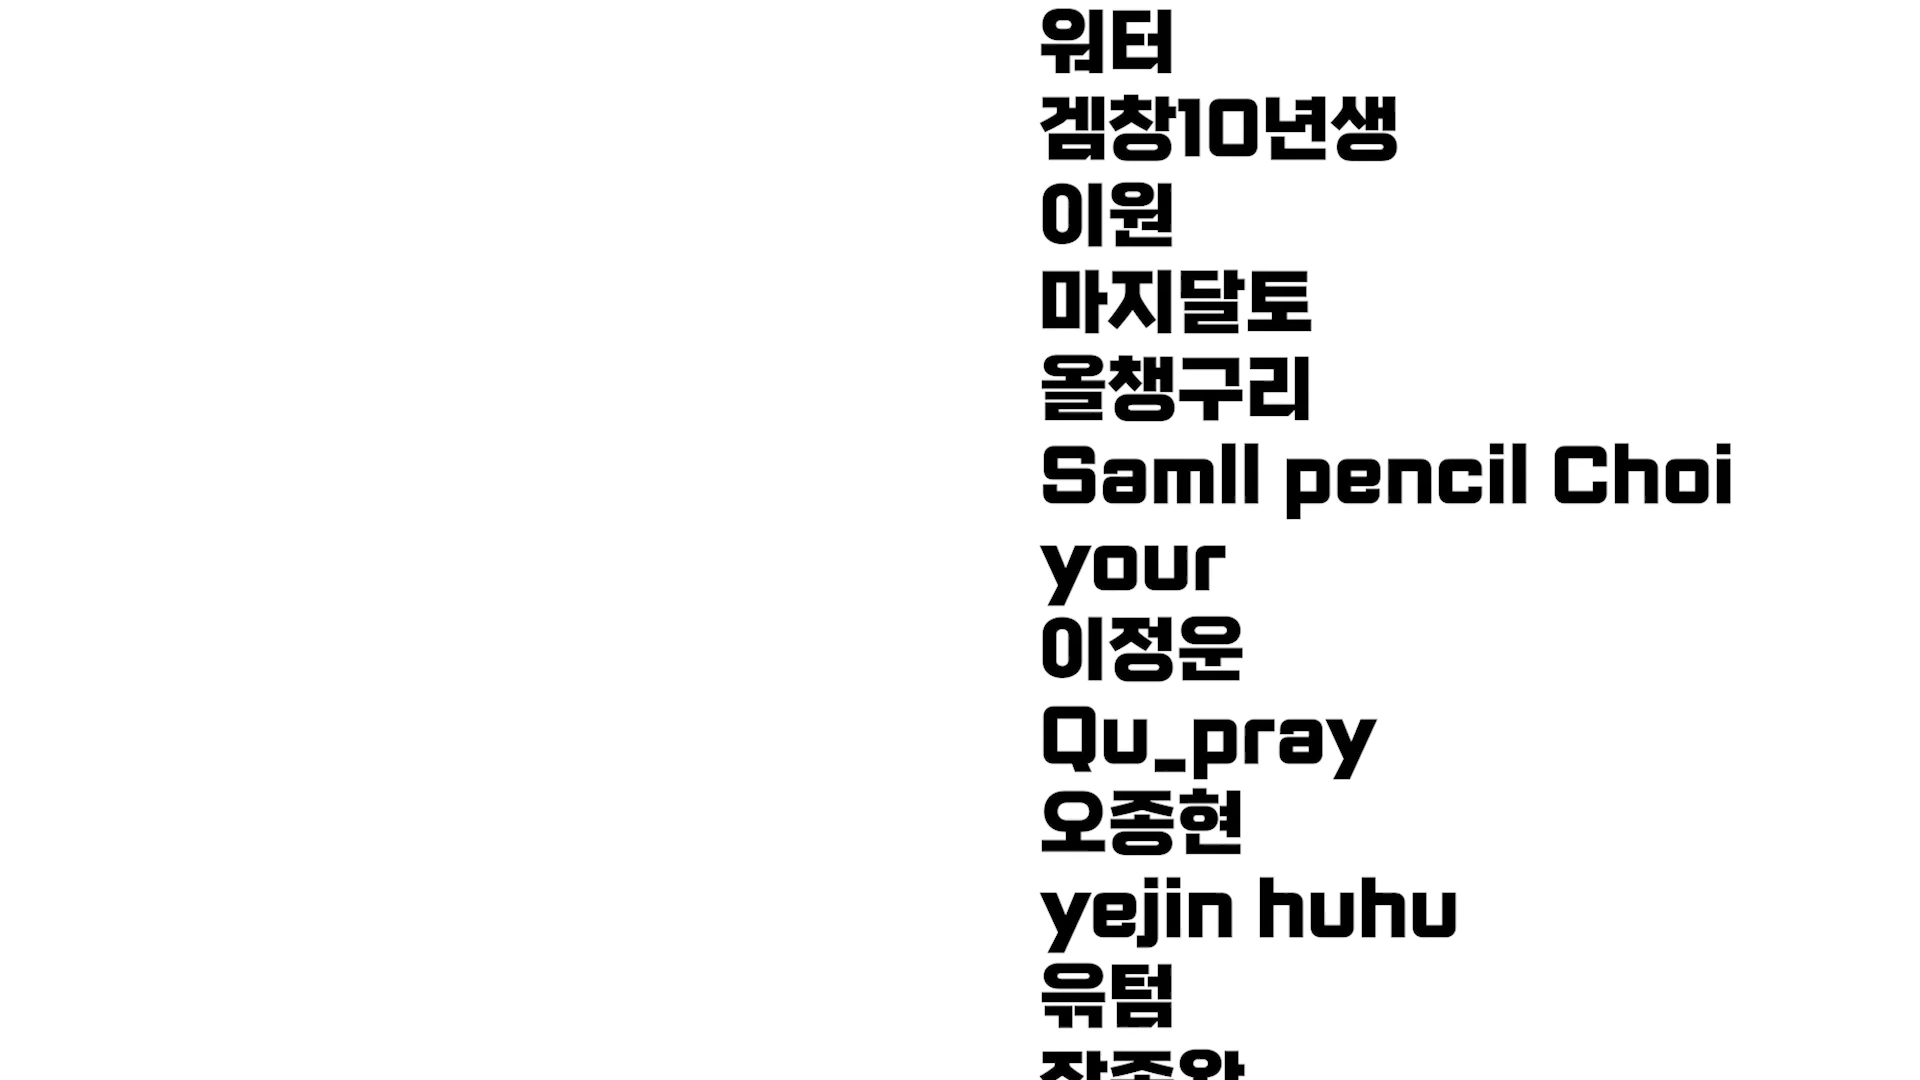 워터
겜창10년생
이원
마지달토
올챙구리
Samll pencil Choi
your
이정운
Qu_pray
오종현
yejin huhu
윾텀